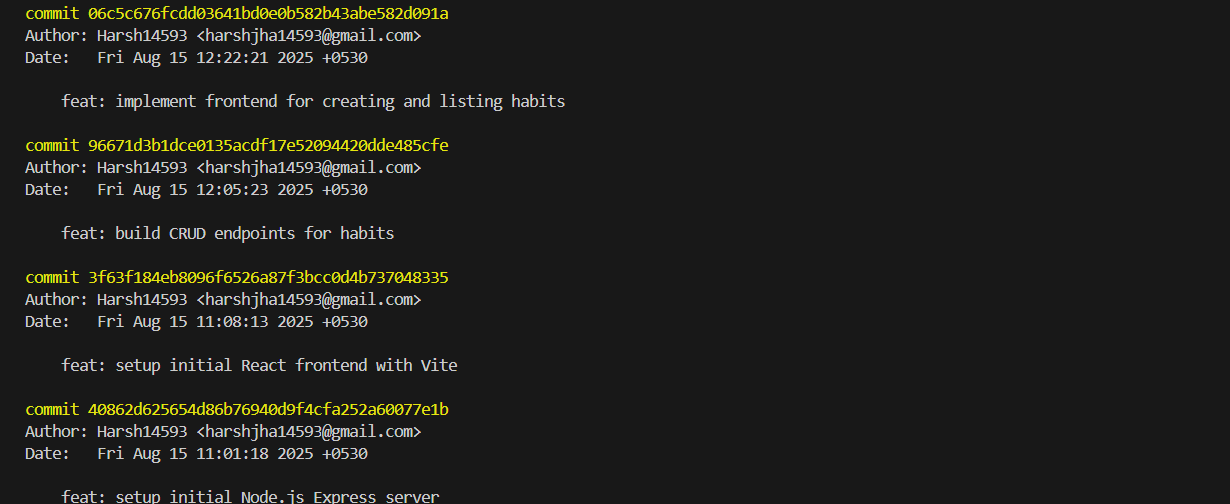 commit 06c5c676fcdd03641bd0e0b582b43abe582d091a
Author: Harsh14593 <harshjha14593@gmail.com>
Date:   Fri Aug 15 12:22:21 2025 +0530
feat: implement frontend for creating and listing habits
commit 96671d3b1dce0135acdf17e52094420dde485cfe
Author: Harsh14593 <harshjha14593@gmail.com>
Date:   Fri Aug 15 12:05:23 2025 +0530
feat: build CRUD endpoints for habits
commit 3f63f184eb8096f6526a87f3bcc0d4b737048335
Author: Harsh14593 <harshjha14593@gmail.com>
Date:   Fri Aug 15 11:08:13 2025 +0530
feat: setup initial React frontend with Vite
commit 40862d625654d86b76940d9f4cfa252a60077e1b
Author: Harsh14593 <harshjha14593@gmail.com>
Date:   Fri Aug 15 11:01:18 2025 +0530
feat: setup initial Node.js Express server